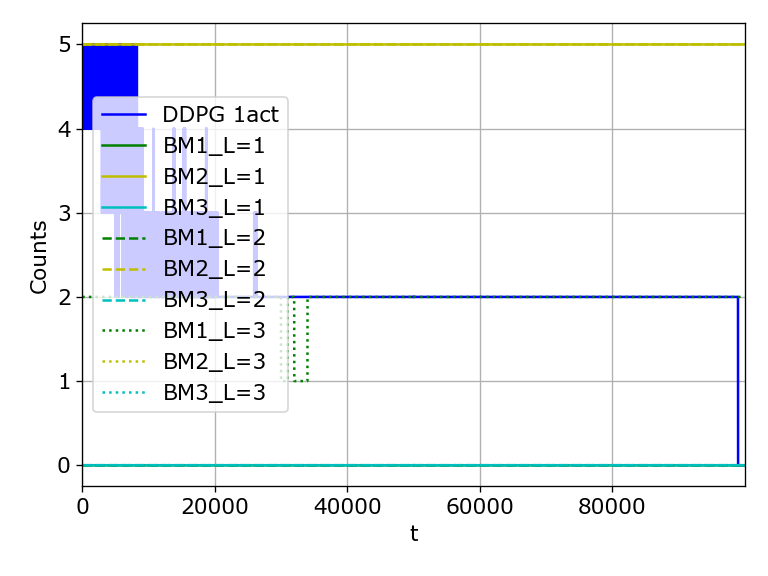 5
4
3
2
1
0
Counts
DDPG 1act
BM1_L=1
BM2_L=1
BM3_L=1
BM1_L=2
BM2_L=2
BM3_L=2
BM1_L=3
BM2_L=3
BM3_L=3
0 20000 40000 60000 80000
t